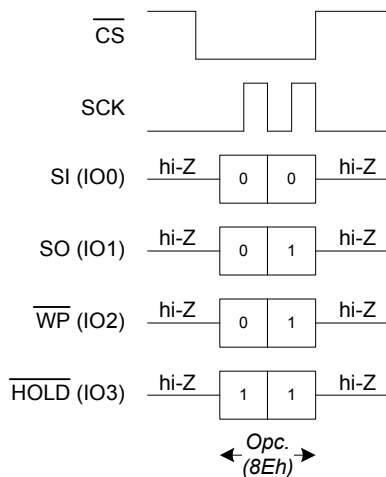 CS
SCK
hi-Z
hi-Z
SI (IO0)
0 0
hi-Z
hi-Z
SO (IO1)
0 1
hi-Z
hi-Z
WP (IO2)
0 1
hi-Z
hi-Z
HOLD (IO3)
1 1
Opc.
(8Eh)